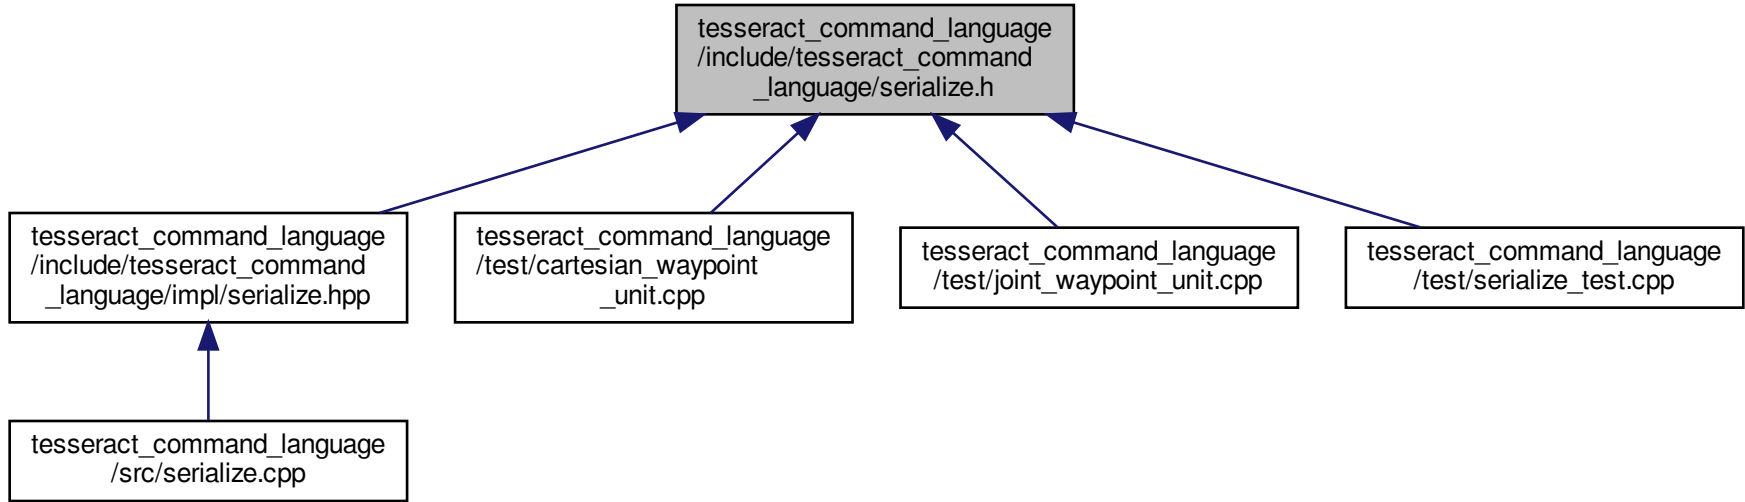 tesseract_command_language
/include/tesseract_command
_language/serialize.h
tesseract_command_language
/include/tesseract_command
_language/impl/serialize.hpp
tesseract_command_language
/test/cartesian_waypoint
_unit.cpp
tesseract_command_language
/test/joint_waypoint_unit.cpp
tesseract_command_language
/test/serialize_test.cpp
tesseract_command_language
/src/serialize.cpp